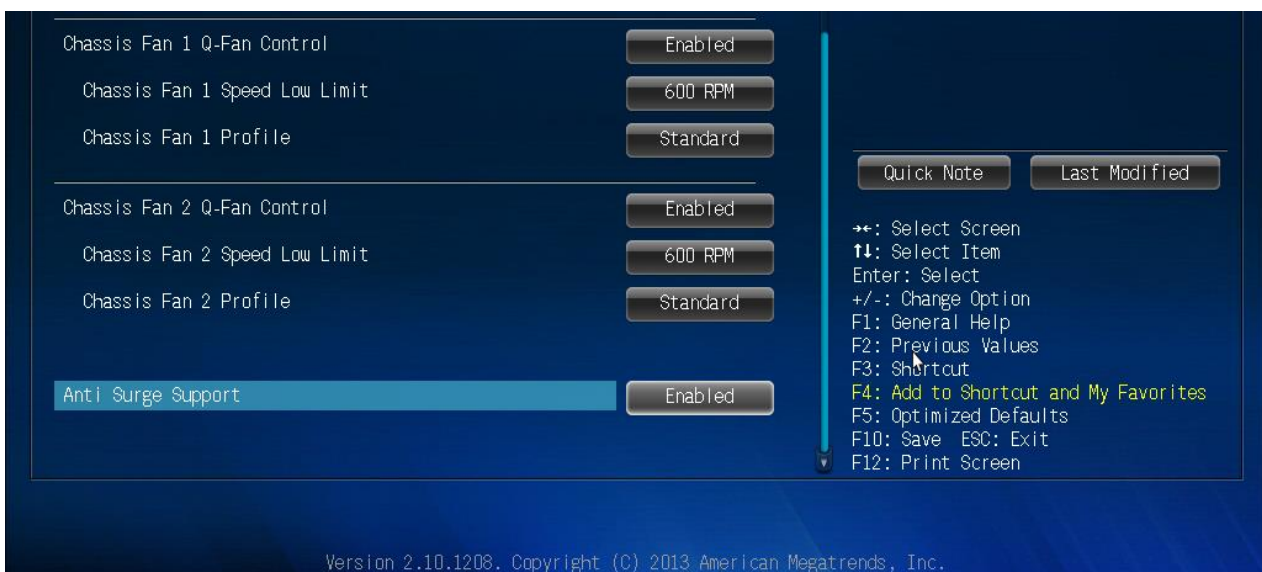 Chassis Fan 1 Q-Fan Control Enabled
Chassis Fan 1 Speed Low Limit 600 RPM
Chassis Fan 1 Profile Standard
Chassis Fan 2 Q-Fan Control Enabled
Chassis Fan 2 Speed Low Limit 600 RPM
Chassis Fan 2 Profile Standard
Anti Surge Support Enabled
Quick Note Last Modified
→←: Select Screen
↑↓: Select Item
Enter: Select
+/-: Change Option
F1: General Help
F2: Previous Values
F3: Shortcut
F4: Add to Shortcut and My Favorites
F5: Optimized Defaults
F10: Save ESC: Exit
F12: Print Screen
Version 2.10.1208. Copyright (C) 2013 American Megatrends, Inc.